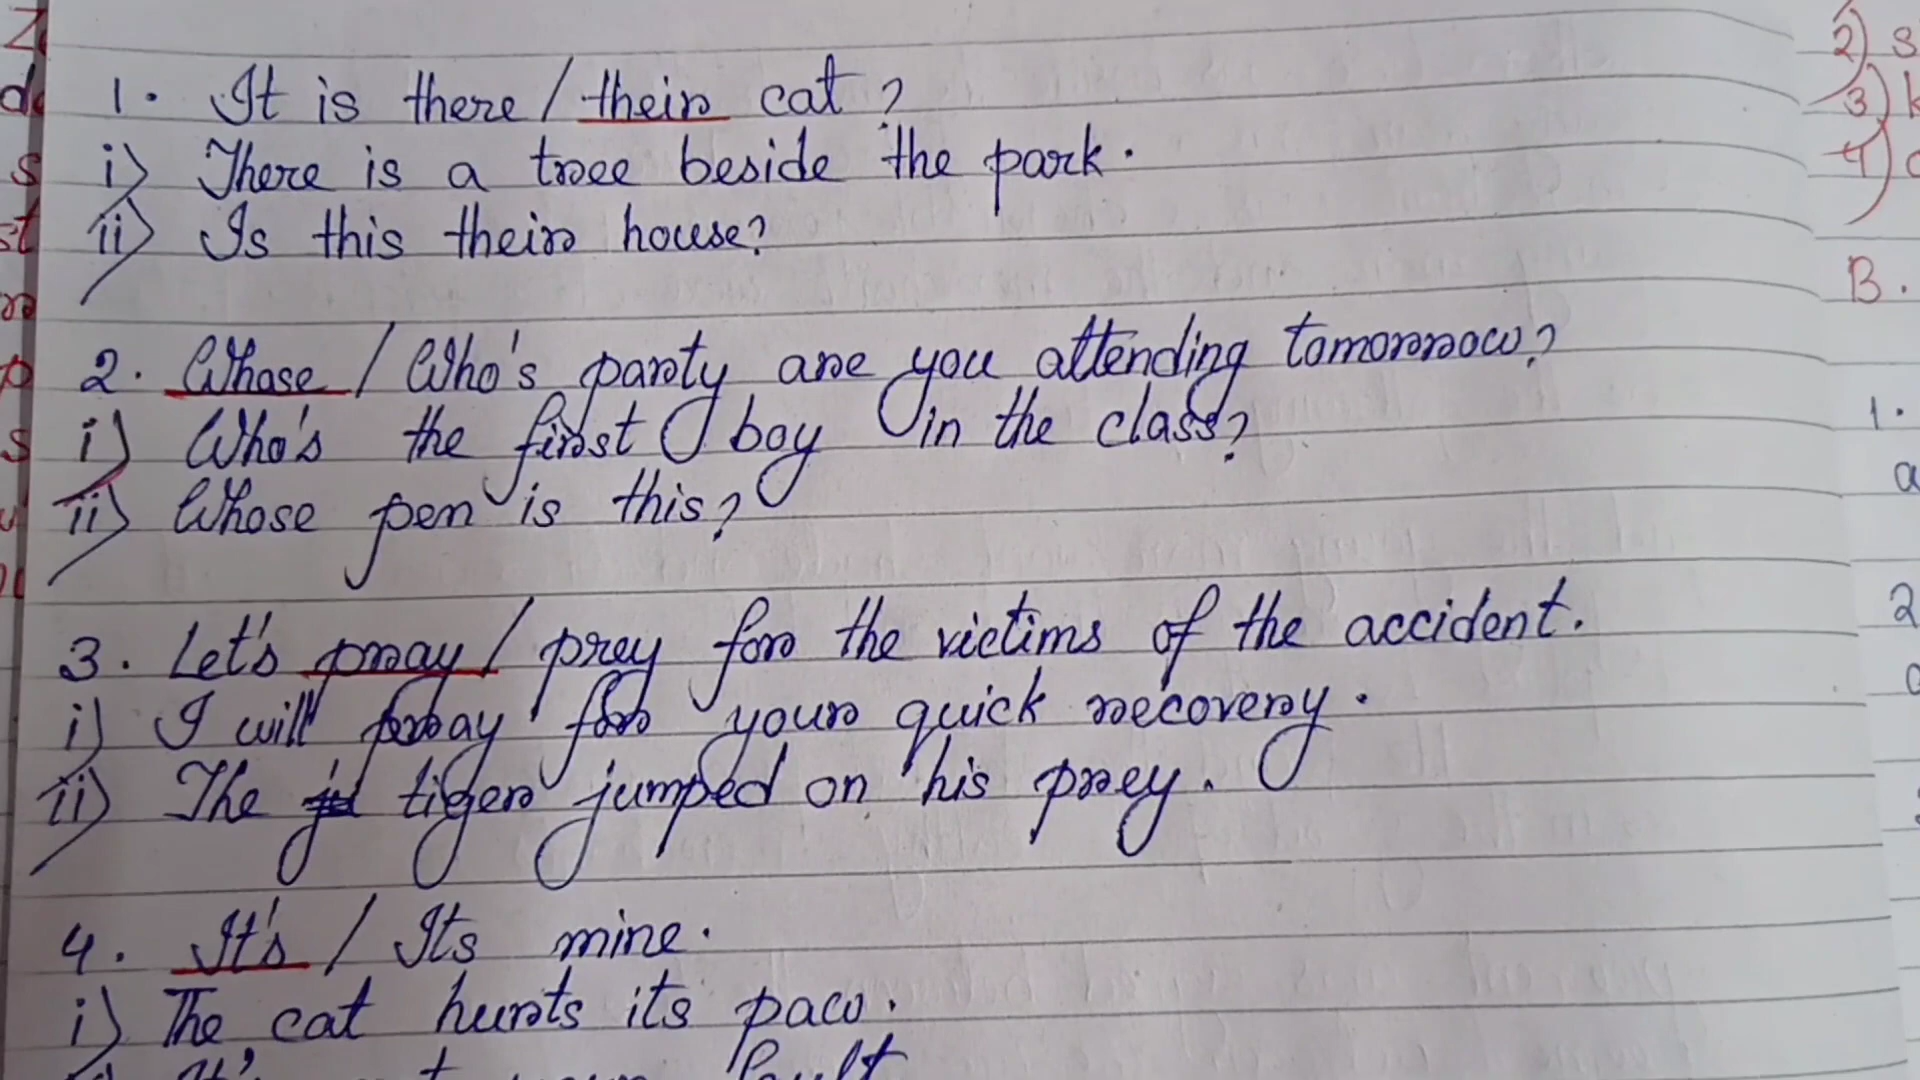 1. It is there / their cat?
i) There is a tree beside the park.
ii) Is this their house?
2. Whose / Who's party are you attending tomorrow?
i) Who's the first boy in the class?
ii) Whose pen is this?
3. Let's pray / prey for the victims of the accident.
i) I will pray for your quick recovery.
ii) The tiger jumped on his prey.
4. It's / Its mine.
i) The cat hurts its paw.
2)
3)
4)
B.
1.
a
2